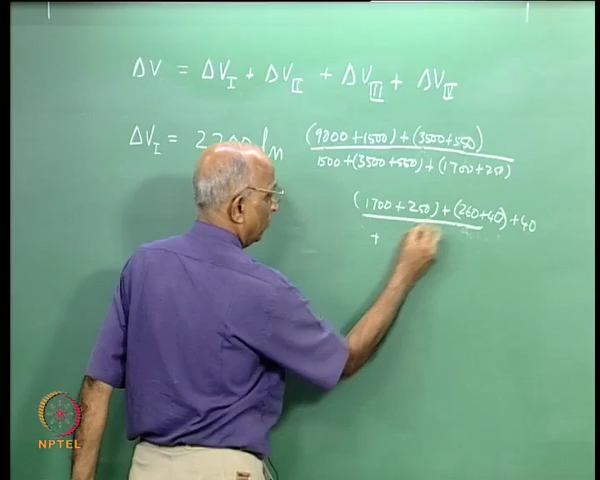 ΔV = ΔV_I + ΔV_II + ΔV_III + ΔV_IV
ΔV_I = 2200 ln (9800+1500)+(3500+550)
1500+(3500+550)+(1700+250)
(1700+250)+(260+40)+40
+
NPTEL